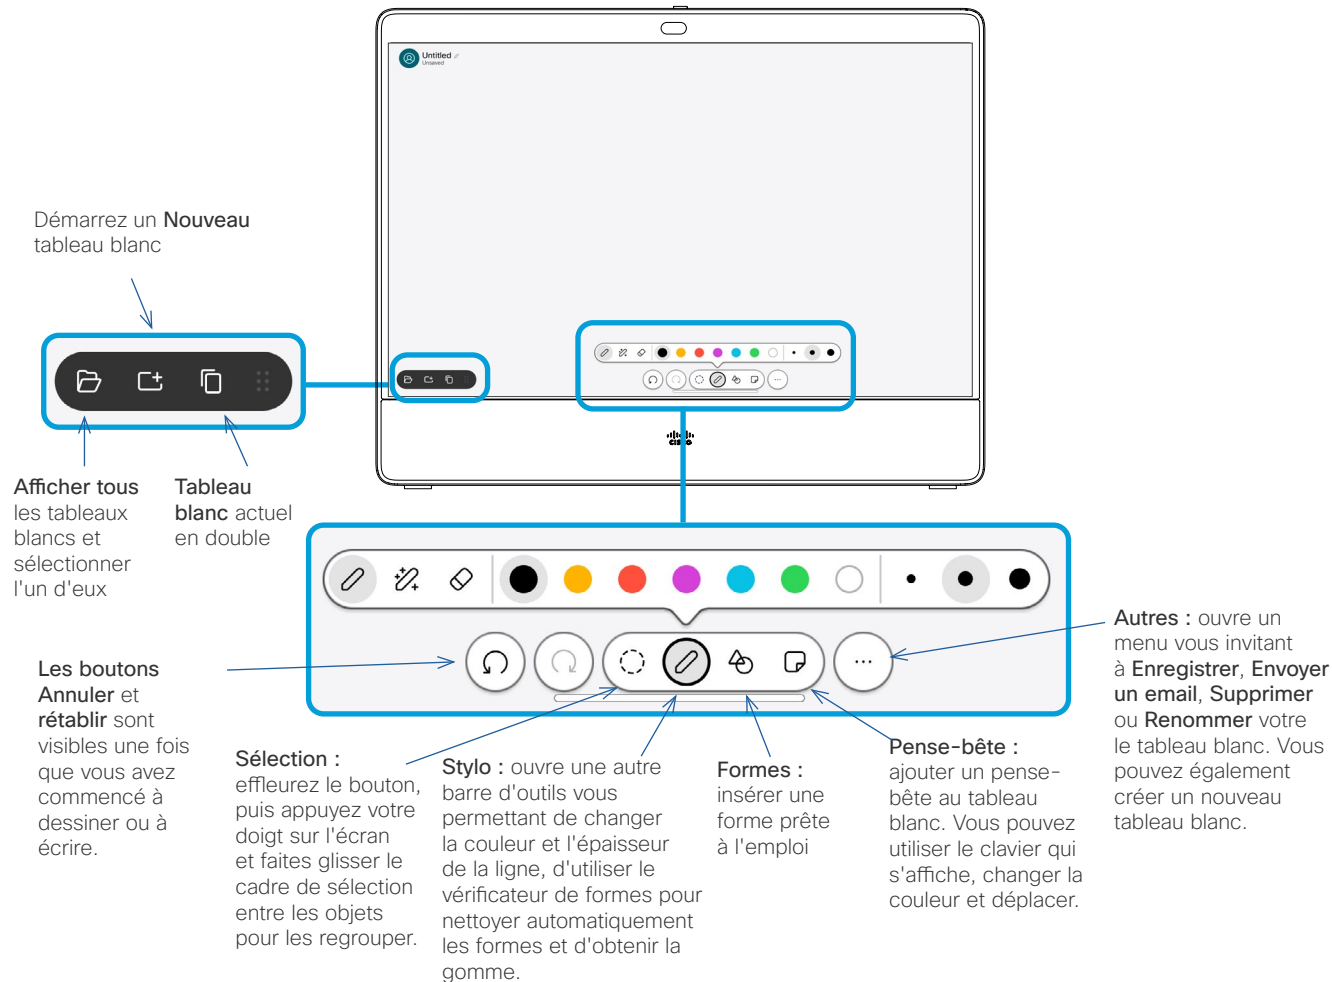 Untitled
Unsaved
Démarrez un Nouveau
tableau blanc
Afficher tous
les tableaux
blancs et
sélectionner
l'un d'eux
Tableau
blanc actuel
en double
CISCO
Les boutons
Annuler et
rétablir sont
visibles une fois
que vous avez
commencé à
dessiner ou à
écrire.
Sélection :
effleurez le bouton,
puis appuyez votre
doigt sur l'écran
et faites glisser le
cadre de sélection
entre les objets
pour les regrouper.
Stylo : ouvre une autre
barre d'outils vous
permettant de changer
la couleur et l'épaisseur
de la ligne, d'utiliser le
vérificateur de formes pour
nettoyer automatiquement
les formes et d'obtenir la
gomme.
Formes :
insérer une
forme prête
à l'emploi
Pense-bête :
ajouter un pense-
bête au tableau
blanc. Vous pouvez
utiliser le clavier qui
s'affiche, changer la
couleur et déplacer.
Autres : ouvre un
menu vous invitant
à Enregistrer, Envoyer
un email, Supprimer
ou Renommer votre
le tableau blanc. Vous
pouvez également
créer un nouveau
tableau blanc.